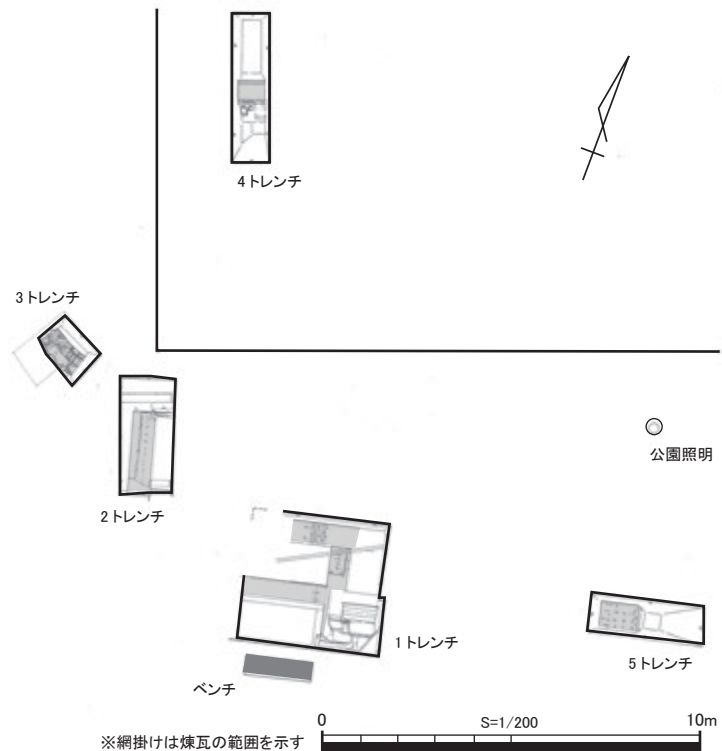 4トレンチ
3トレンチ
公園照明
2トレンチ
1トレンチ
5トレンチ
ベンチ
0 S=1/200 10m
※網掛けは煉瓦の範囲を示す